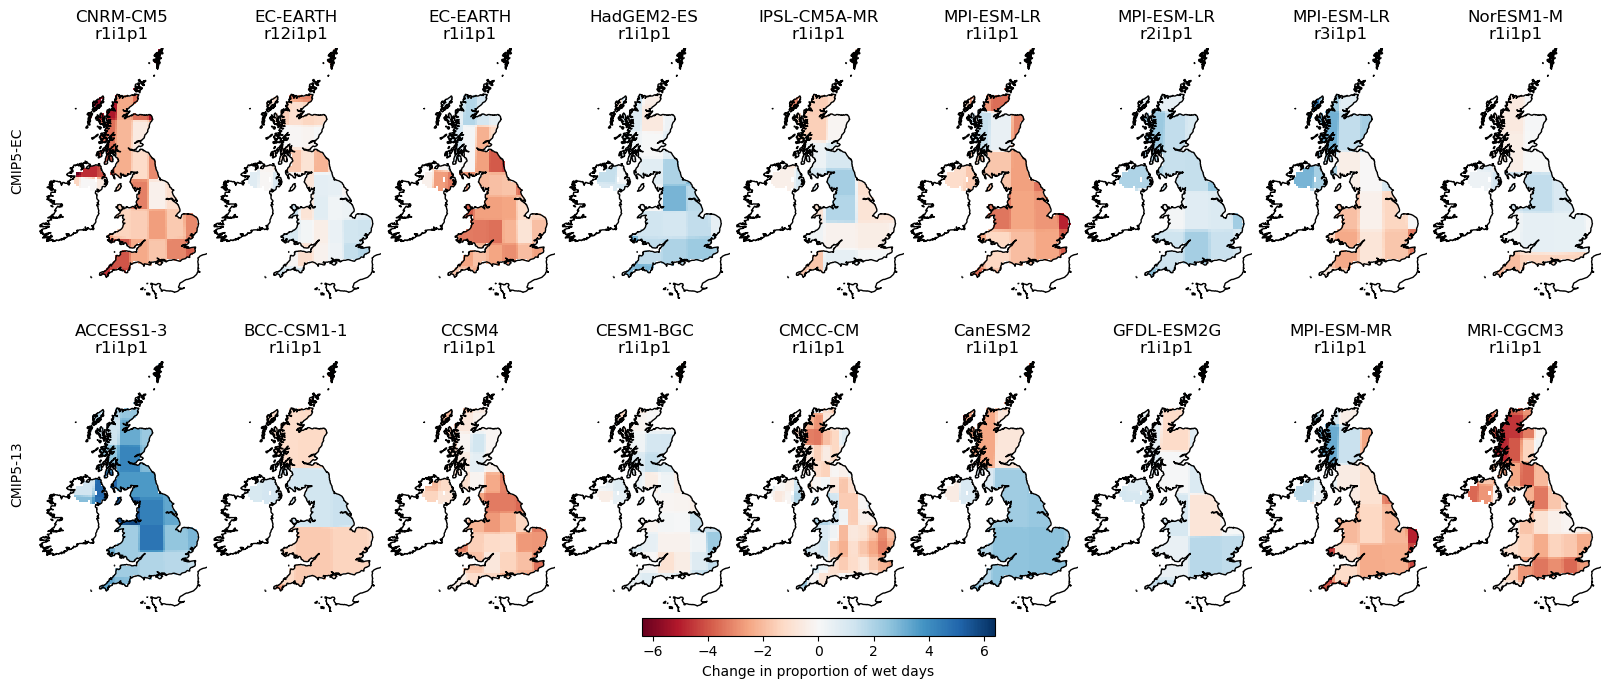 CNRM-CM5 EC-EARTH EC-EARTH HadGEM2-ES IPSL-CM5A-MR MPI-ESM-LR MPI-ESM-LR MPI-ESM-LR NorESM1-M
r1i1p1 r12i1p1 r1i1p1 r1i1p1 r1i1p1 r1i1p1 r2i1p1 r3i1p1 r1i1p1
CMIP5-EC
ACCESS1-3 BCC-CSM1-1 CCSM4 CESM1-BGC CMCC-CM CanESM2 GFDL-ESM2G MPI-ESM-MR MRI-CGCM3
r1i1p1 r1i1p1 r1i1p1 r1i1p1 r1i1p1 r1i1p1 r1i1p1 r1i1p1 r1i1p1
CMIP5-13
−6 −4 −2 0 2 4 6
Change in proportion of wet days